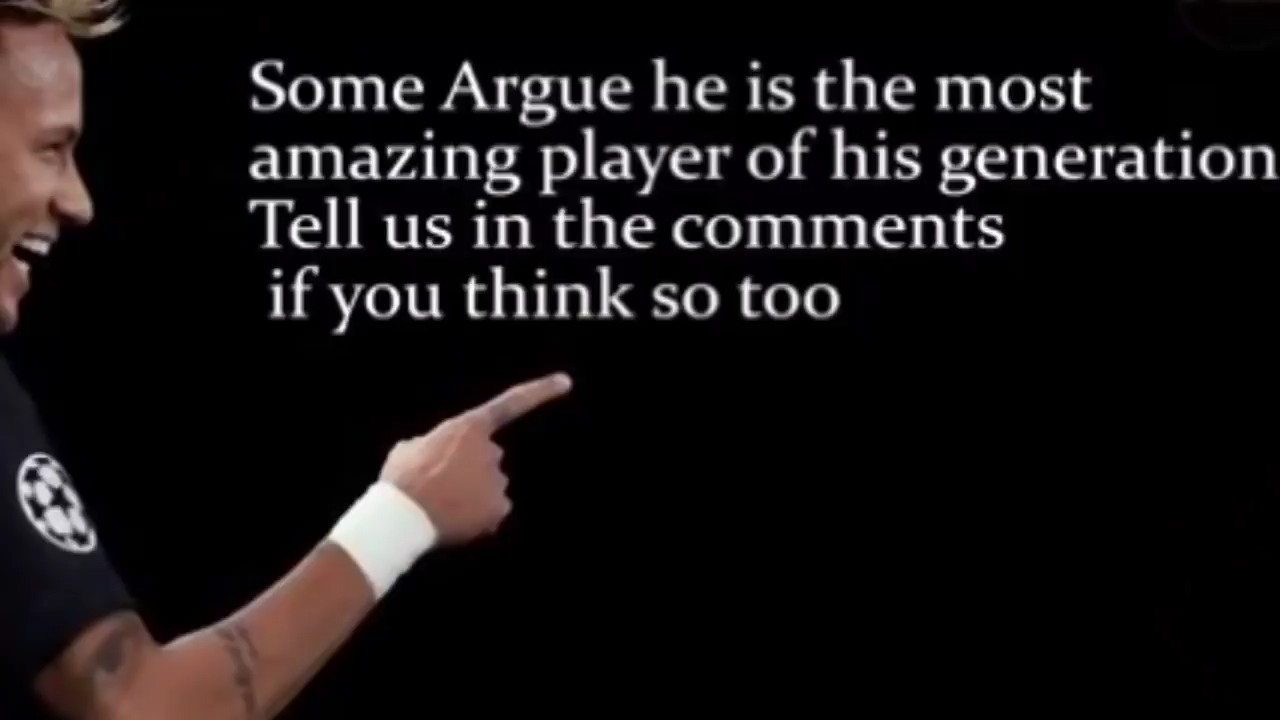 Some Argue he is the most
amazing player of his generation
Tell us in the comments
if you think so too